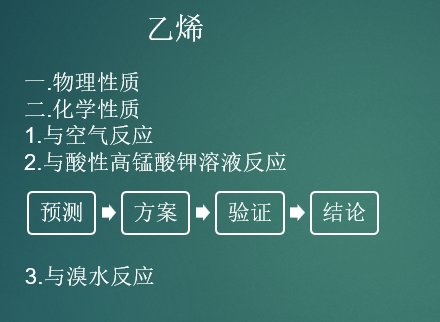 乙烯
一.物理性质
二.化学性质
1.与空气反应
2.与酸性高锰酸钾溶液反应
预测 方案 验证 结论
3.与溴水反应